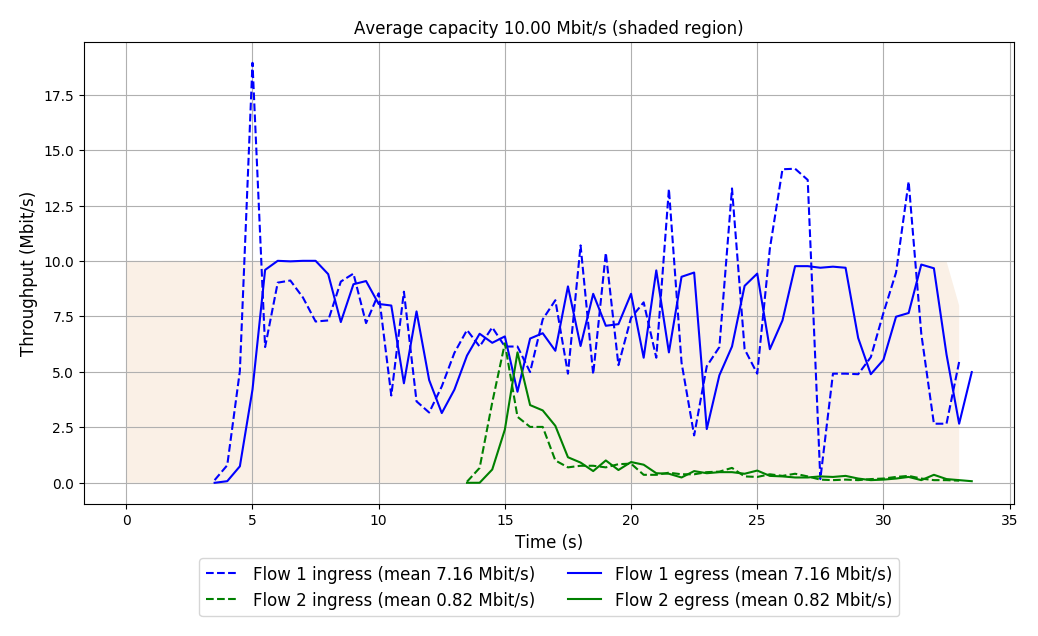 Average capacity 10.00 Mbit/s (shaded region)
Throughput (Mbit/s)
17.5
15.0
12.5
10.0
7.5
5.0
2.5
0.0
0 5 10 15 20 25 30 35
Time (s)
Flow 1 ingress (mean 7.16 Mbit/s) Flow 1 egress (mean 7.16 Mbit/s)
Flow 2 ingress (mean 0.82 Mbit/s) Flow 2 egress (mean 0.82 Mbit/s)